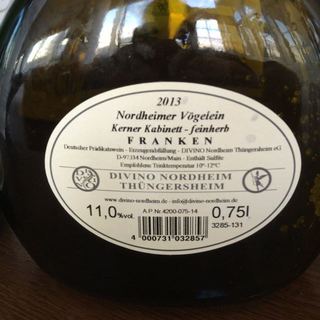 2013
Nordheimer Vögelein
Kerner Kabinett - feinherb
FRANKEN
Deutscher Prädikatswein - Erzeugerabfüllung - DIVINO Nordheim Thüngersheim eG
D-97334 Nordheim/Main - Enthält Sulfite
Empfohlene Trinktemperatur 10°-12°C
DIVINO NORDHEIM
THÜNGERSHEIM
www.divino-nordheim.de - info@divino-nordheim.de
A.P.Nr.4200-075-14
11,0%vol. 0,75l
3285-131
4 000731 032857